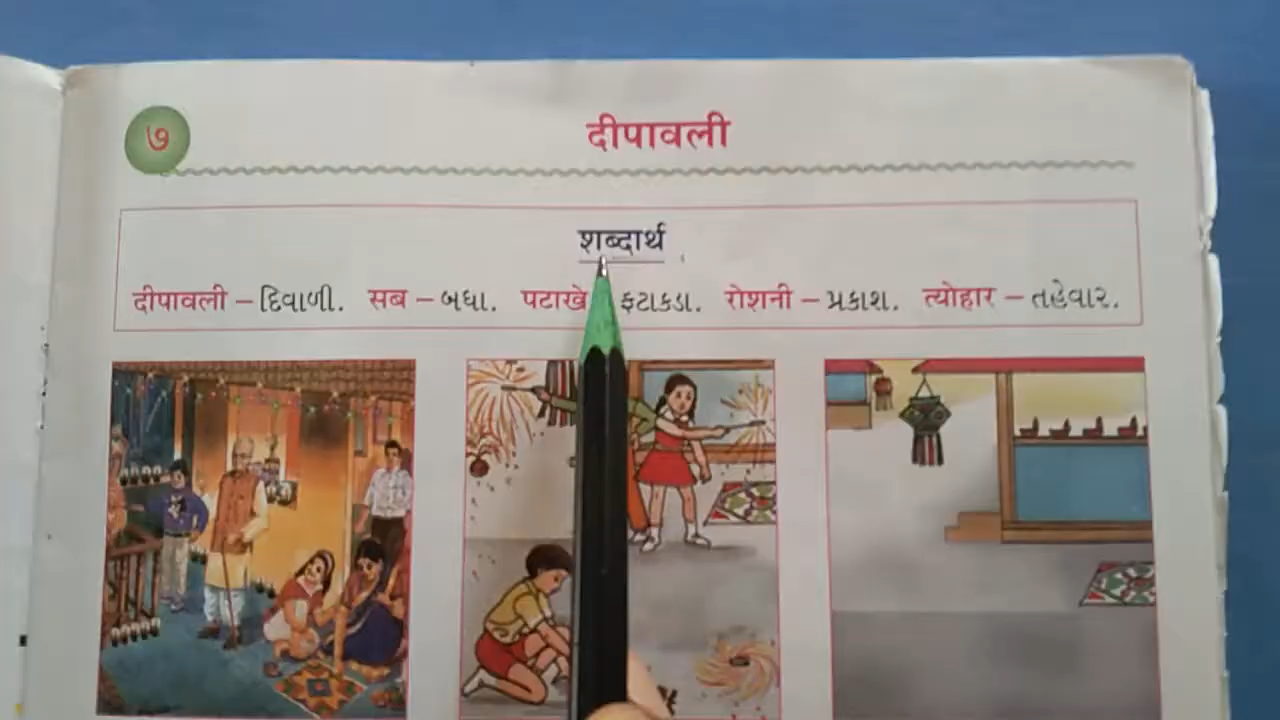 ७
दीपावली
शब्दार्थ
दीपावली – દિવાળી. सब – બધા. पटाखे ફટાકડા. रोशनी – પ્રકાશ. त्योहार – તહેવાર.